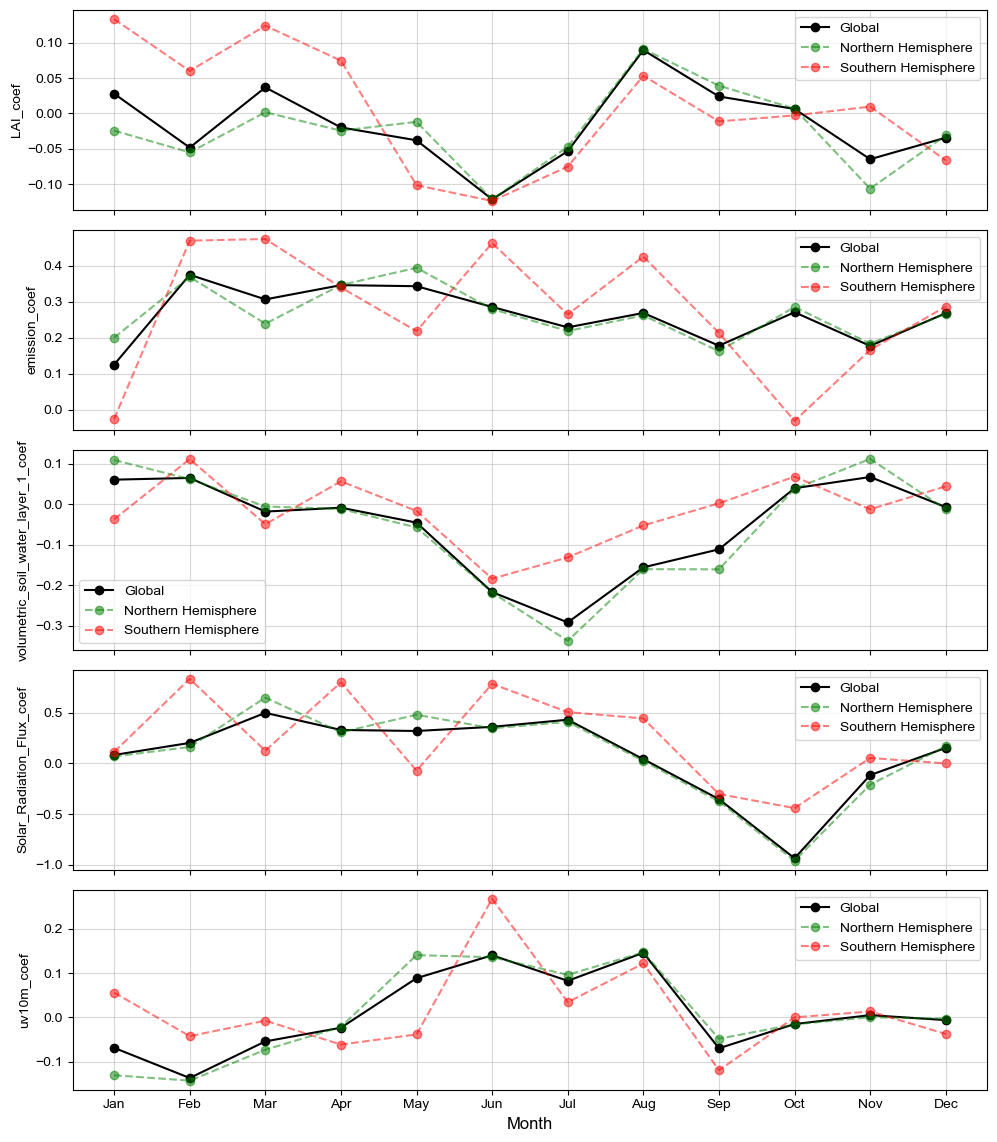 LAI_coef
0.10
0.05
0.00
−0.05
−0.10
Global
Northern Hemisphere
Southern Hemisphere
emission_coef
0.4
0.3
0.2
0.1
0.0
Global
Northern Hemisphere
Southern Hemisphere
volumetric_soil_water_layer_1_coef
0.1
0.0
−0.1
−0.2
−0.3
Global
Northern Hemisphere
Southern Hemisphere
Solar_Radiation_Flux_coef
0.5
0.0
−0.5
−1.0
Global
Northern Hemisphere
Southern Hemisphere
uv10m_coef
0.2
0.1
0.0
−0.1
Global
Northern Hemisphere
Southern Hemisphere
Jan Feb Mar Apr May Jun Jul Aug Sep Oct Nov Dec
Month